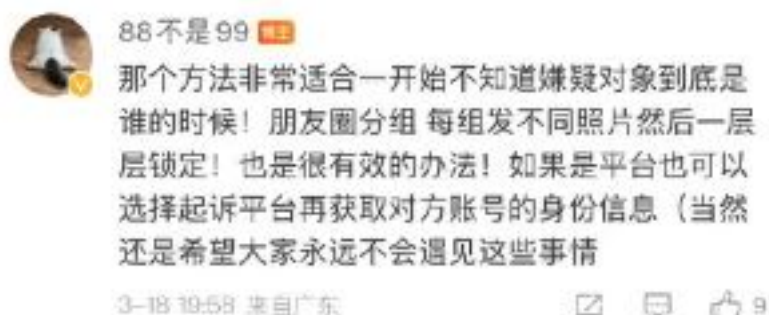 88不是99
那个方法非常适合一开始不知道嫌疑对象到底是
谁的时候！朋友圈分组 每组发不同照片然后一层
层锁定！也是很有效的办法！如果是平台也可以
选择起诉平台再获取对方账号的身份信息（当然
还是希望大家永远不会遇见这些事情
3-18 19:58 来自广东
9